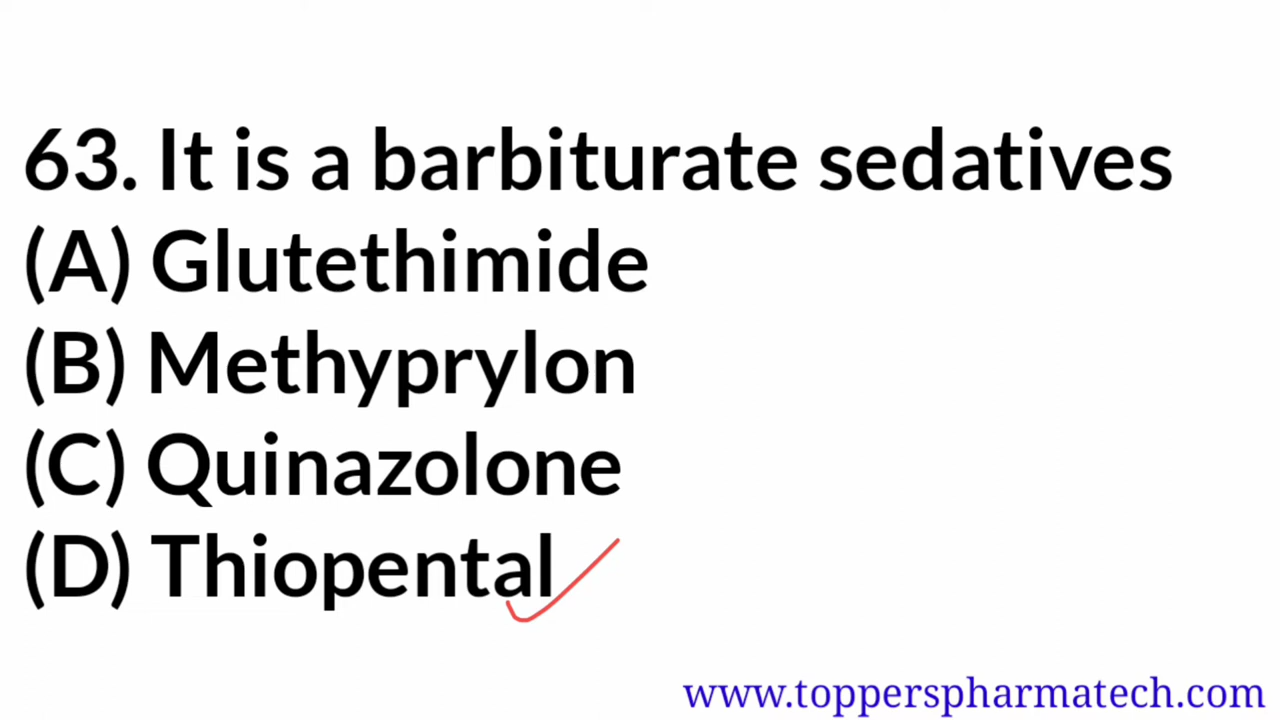 63. It is a barbiturate sedatives
(A) Glutethimide
(B) Methyprylon
(C) Quinazolone
(D) Thiopental
www.topperspharmatech.com